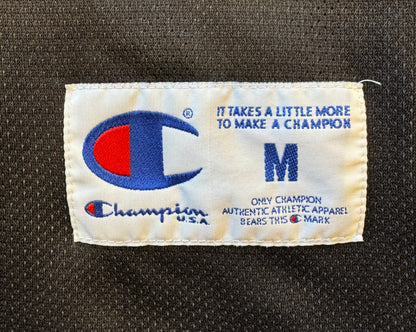 ®
IT TAKES A LITTLE MORE
TO MAKE A CHAMPION
M
Champion
U.S.A.
ONLY CHAMPION
AUTHENTIC ATHLETIC APPAREL
BEARS THIS C MARK